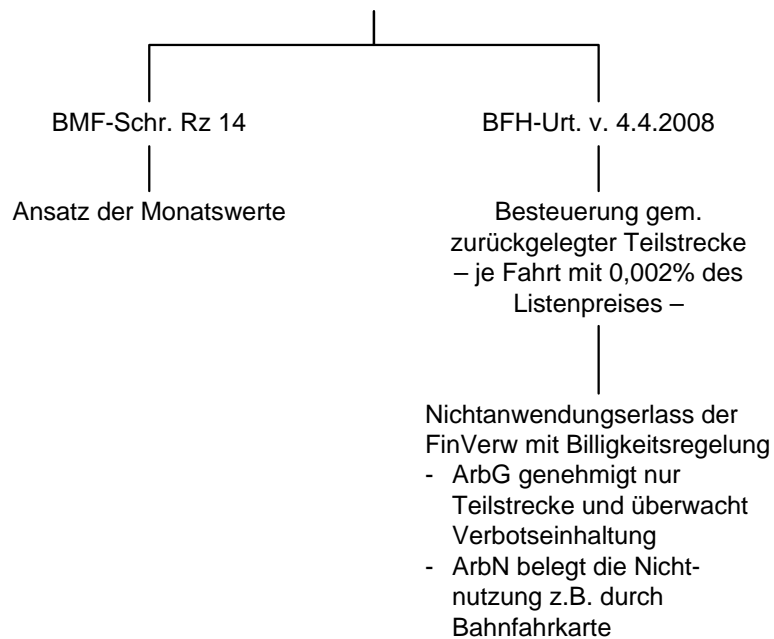 BMF-Schr. Rz 14
Ansatz der Monatswerte
BFH-Urt. v. 4.4.2008
Besteuerung gem.
zurückgelegter Teilstrecke
– je Fahrt mit 0,002% des
Listenpreises –
Nichtanwendungserlass der
FinVerw mit Billigkeitsregelung
- ArbG genehmigt nur
Teilstrecke und überwacht
Verbotseinhaltung
- ArbN belegt die Nicht-
nutzung z.B. durch
Bahnfahrkarte